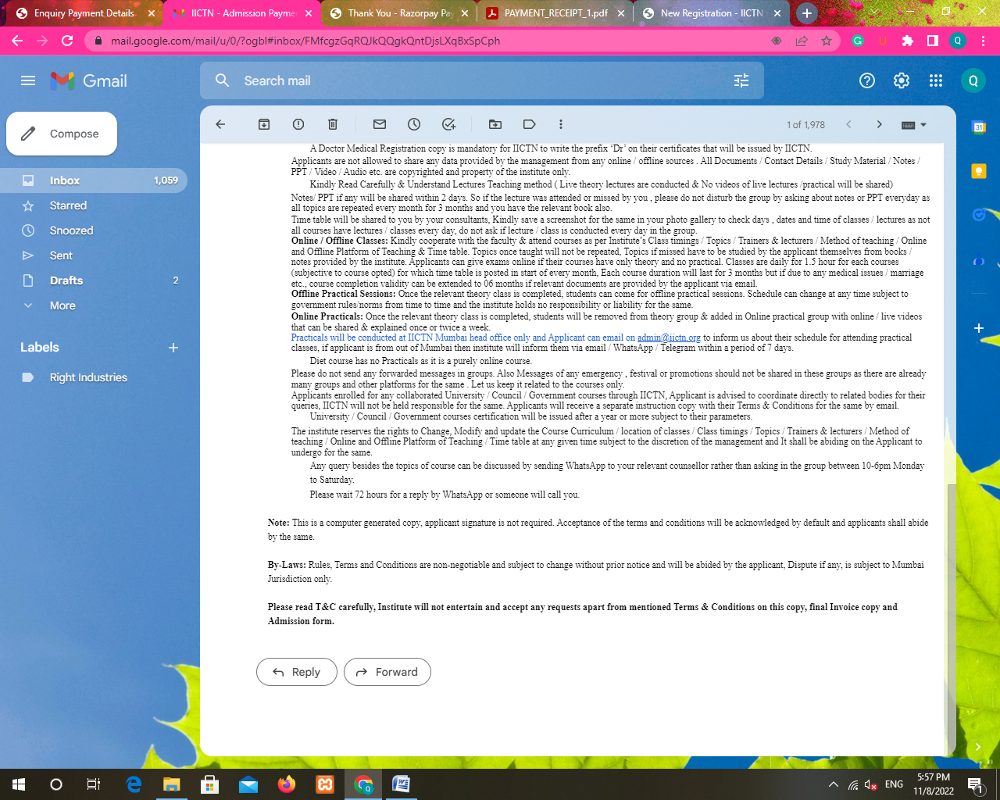 Enquiry Payment Details
IICTN - Admission Payme
Thank You - Razorpay Pa
PAYMENT_RECEIPT_1.pdf
New Registration - IICTN
mail.google.com/mail/u/0/?ogbl#inbox/FMfcgzGqRQJkQQgkQntDjsLXqBxSpCph
Q
Gmail
Search mail
Q
Compose
1 of 1,978
Inbox 1,059
Starred
Snoozed
Sent
Drafts 2
More
Labels
Right Industries
31
A Doctor Medical Registration copy is mandatory for IICTN to write the prefix ‘Dr’ on their certificates that will be issued by IICTN.
Applicants are not allowed to share any data provided by the management from any online / offline sources . All Documents / Contact Details / Study Material / Notes /
PPT / Video / Audio etc. are copyrighted and property of the institute only.
Kindly Read Carefully & Understand Lectures Teaching method ( Live theory lectures are conducted & No videos of live lectures /practical will be shared)
Notes/ PPT if any will be shared within 2 days. So if the lecture was attended or missed by you , please do not disturb the group by asking about notes or PPT everyday as
all topics are repeated every month for 3 months and you have the relevant book also.
Time table will be shared to you by your consultants, Kindly save a screenshot for the same in your photo gallery to check days , dates and time of classes / lectures as not
all courses have lectures / classes every day, do not ask if lecture / class is conducted every day in the group.
Online / Offline Classes: Kindly cooperate with the faculty & attend courses as per Institute’s Class timings / Topics / Trainers & lecturers / Method of teaching / Online
and Offline Platform of Teaching & Time table. Topics once taught will not be repeated, Topics if missed have to be studied by the applicant themselves from books /
notes provided by the institute. Applicants can give exams online if their courses have only theory and no practical. Classes are daily for 1.5 hour for each courses
(subjective to course opted) for which time table is posted in start of every month, Each course duration will last for 3 months but if due to any medical issues / marriage
etc., course completion validity can be extended to 06 months if relevant documents are provided by the applicant via email.
Offline Practical Sessions: Once the relevant theory class is completed, students can come for offline practical sessions. Schedule can change at any time subject to
government rules/norms from time to time and the institute holds no responsibility or liability for the same.
Online Practicals: Once the relevant theory class is completed, students will be removed from theory group & added in Online practical group with online / live videos
that can be shared & explained once or twice a week.
Practicals will be conducted at IICTN Mumbai head office only and Applicant can email on admin@iictn.org to inform us about their schedule for attending practical
classes, if applicant is from out of Mumbai then institute will inform them via email / WhatsApp / Telegram within a period of 7 days.
Diet course has no Practicals as it is a purely online course.
Please do not send any forwarded messages in groups. Also Messages of any emergency , festival or promotions should not be shared in these groups as there are already
many groups and other platforms for the same . Let us keep it related to the courses only.
Applicants enrolled for any collaborated University / Council / Government courses through IICTN, Applicant is advised to coordinate directly to related bodies for their
queries, IICTN will not be held responsible for the same. Applicants will receive a separate instruction copy with their Terms & Conditions for the same by email.
University / Council / Government courses certification will be issued after a year or more subject to their parameters.
The institute reserves the rights to Change, Modify and update the Course Curriculum / location of classes / Class timings / Topics / Trainers & lecturers / Method of
teaching / Online and Offline Platform of Teaching / Time table at any given time subject to the discretion of the management and It shall be abiding on the Applicant to
undergo for the same.
Any query besides the topics of course can be discussed by sending WhatsApp to your relevant counsellor rather than asking in the group between 10-6pm Monday
to Saturday.
Please wait 72 hours for a reply by WhatsApp or someone will call you.
Note: This is a computer generated copy, applicant signature is not required. Acceptance of the terms and conditions will be acknowledged by default and applicants shall abide
by the same.
By-Laws: Rules, Terms and Conditions are non-negotiable and subject to change without prior notice and will be abided by the applicant, Dispute if any, is subject to Mumbai
Jurisdiction only.
Please read T&C carefully, Institute will not entertain and accept any requests apart from mentioned Terms & Conditions on this copy, final Invoice copy and
Admission form.
Reply
Forward
ENG
5:57 PM
11/8/2022
1